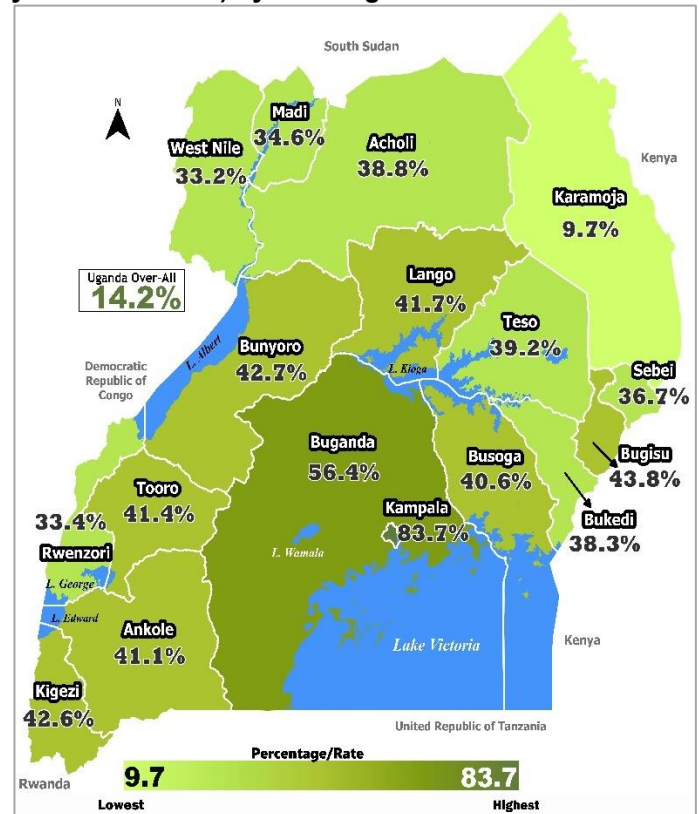 South Sudan
N
Madi
34.6%
West Nile
33.2%
Acholi
38.8%
Kenya
Karamoja
9.7%
Uganda Over-All
14.2%
Lango
41.7%
Teso
39.2%
L. Albert
Bunyoro
42.7%
L. Kioga
Democratic
Republic of
Congo
Sebei
36.7%
Buganda
56.4%
Busoga
40.6%
Bugisu
43.8%
Tooro
41.4%
Kampala
83.7%
Bukedi
38.3%
33.4%
Rwenzori
L. Wamala
L. George
L. Edward
Ankole
41.1%
Lake Victoria
Kenya
Kigezi
42.6%
United Republic of Tanzania
Percentage/Rate
9.7
83.7
Rwanda
Lowest
Highest